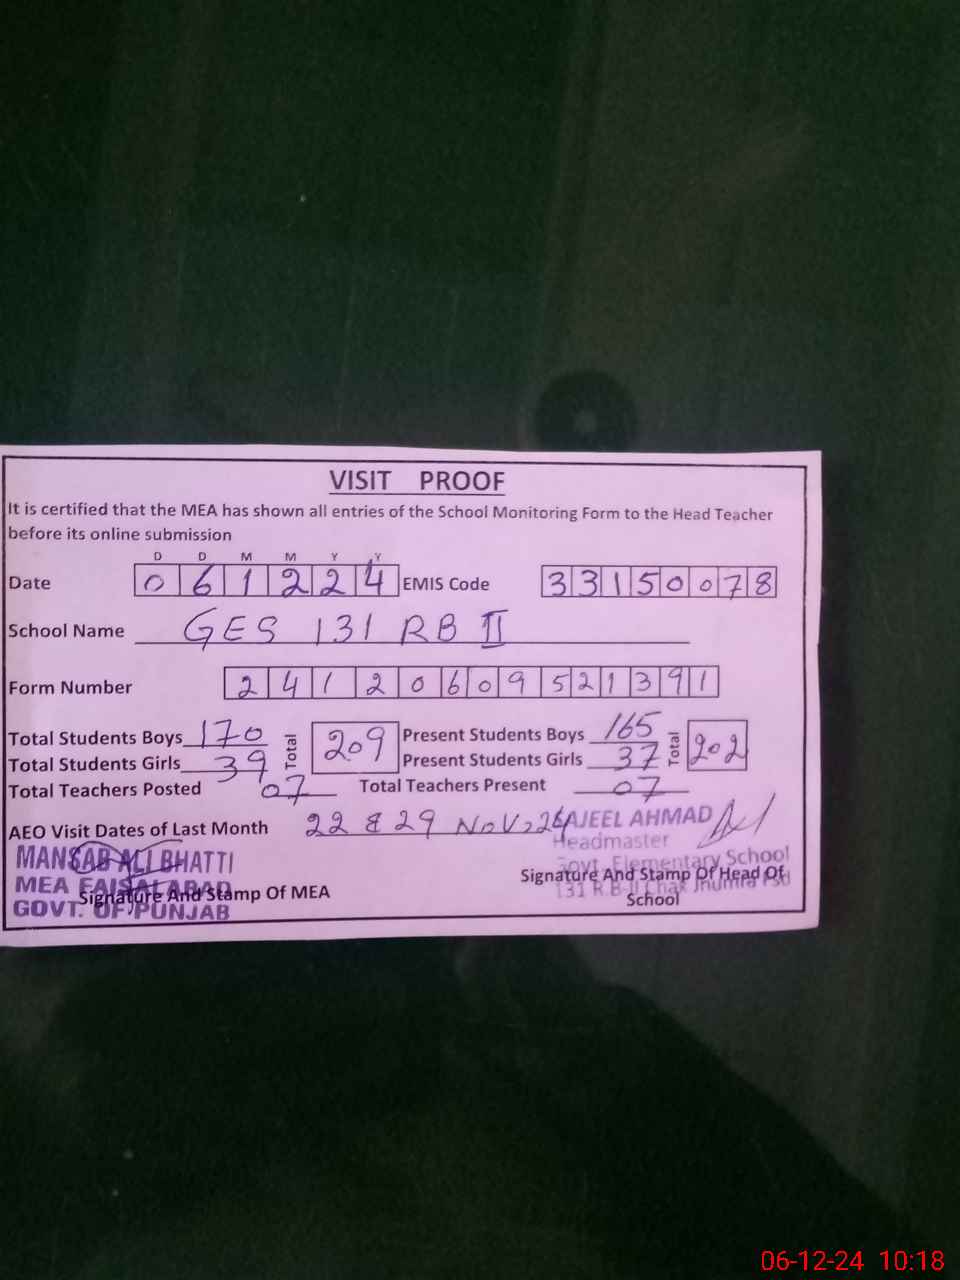 VISIT PROOF
It is certified that the MEA has shown all entries of the School Monitoring Form to the Head Teacher
before its online submission
D D M M Y Y
Date 0 6 1 2 2 4 EMIS Code 3 3 1 5 0 0 7 8
School Name GES 131 RB II
Form Number 2 4 1 2 0 6 0 9 5 2 1 3 9 1
Total Students Boys 170 Total 209 Present Students Boys 165 Total 202
Total Students Girls 39 Present Students Girls 37
Total Teachers Posted 07 Total Teachers Present 07
AEO Visit Dates of Last Month 22 & 29 Nov, 24
AJEEL AHMAD
Headmaster
Govt. Elementary School
131 R.B-II Chak Jhumra Fsd
Signature And Stamp Of Head Of
School
MANSAB ALI BHATTI
MEA FAISALABAD
GOVT. OF PUNJAB
Signature And Stamp Of MEA
06-12-24 10:18